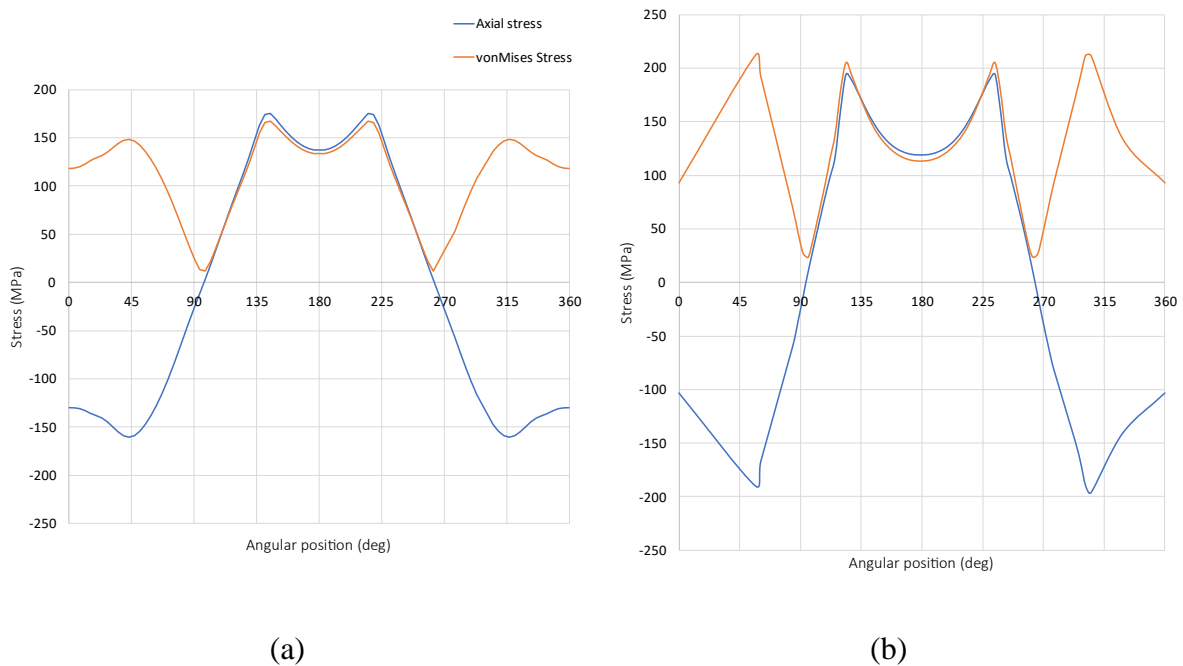 Axial stress
vonMises Stress
200
150
100
50
0
-50
-100
-150
-200
-250
0 45 90 135 180 225 270 315 360
Stress (MPa)
Angular position (deg)
(a)
250
200
150
100
50
0
-50
-100
-150
-200
-250
0 45 90 135 180 225 270 315 360
Stress (MPa)
Angular position (deg)
(b)